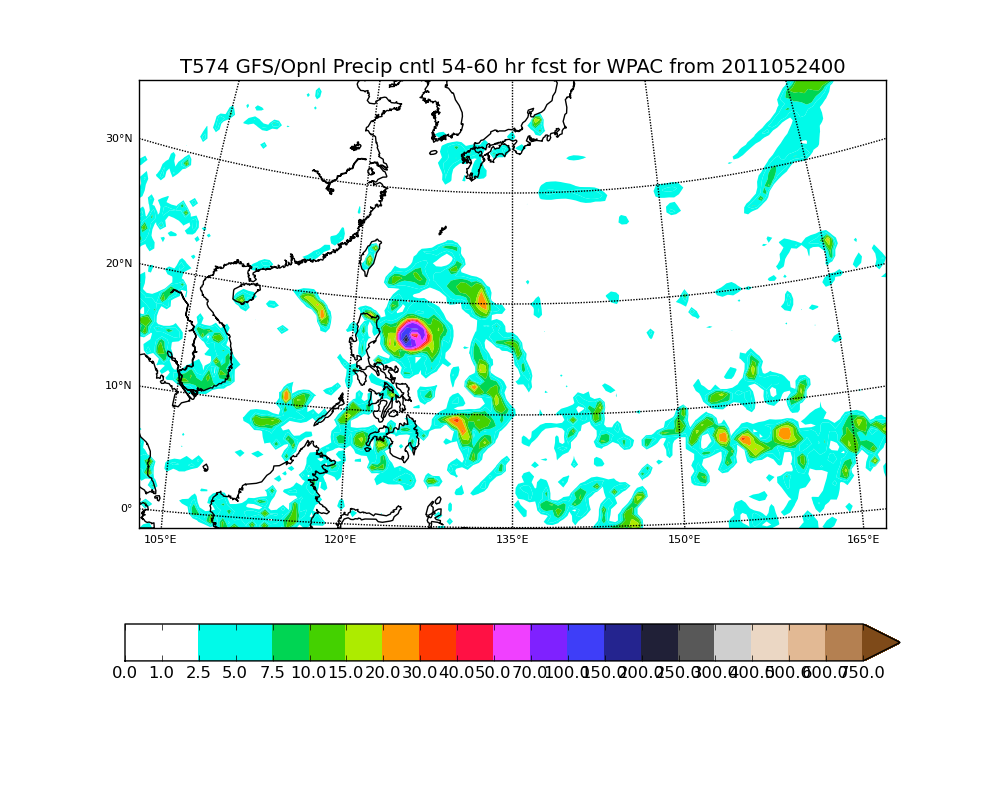 T574 GFS/Opnl Precip cntl 54-60 hr fcst for WPAC from 2011052400
30°N
20°N
10°N
0°
105°E 120°E 135°E 150°E 165°E
0.0 1.0 2.5 5.0 7.5 10.0 15.0 20.0 30.0 40.0 50.0 70.0 100.0 150.0 200.0 250.0 300.0 400.0 500.0 600.0 750.0